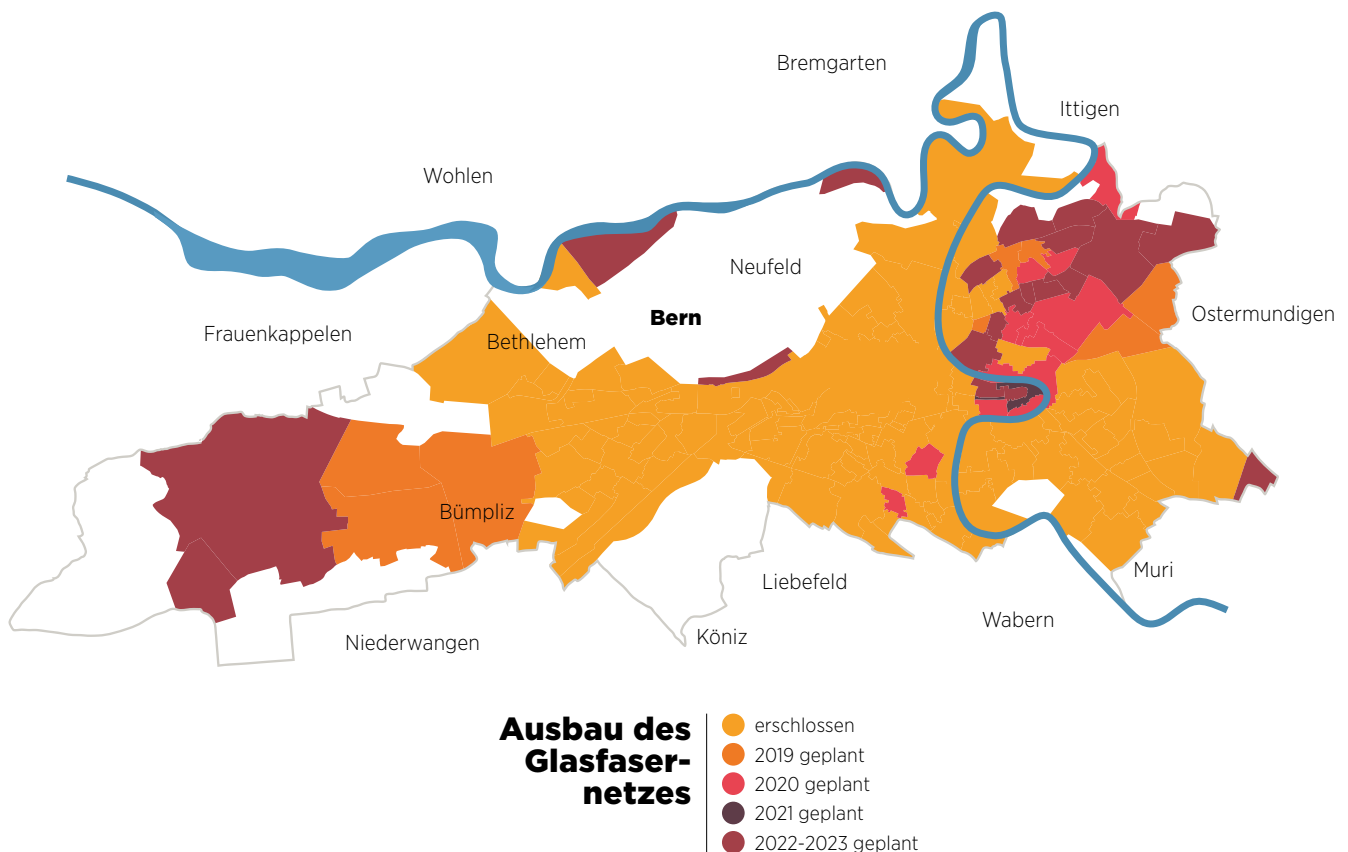 Bremgarten
Ittigen
Wohlen
Neufeld
Bern
Ostermundigen
Frauenkappelen
Bethlehem
Bümpliz
Muri
Liebefeld
Wabern
Köniz
Niederwangen
Ausbau des
Glasfaser-
netzes
erschlossen
2019 geplant
2020 geplant
2021 geplant
2022-2023 geplant